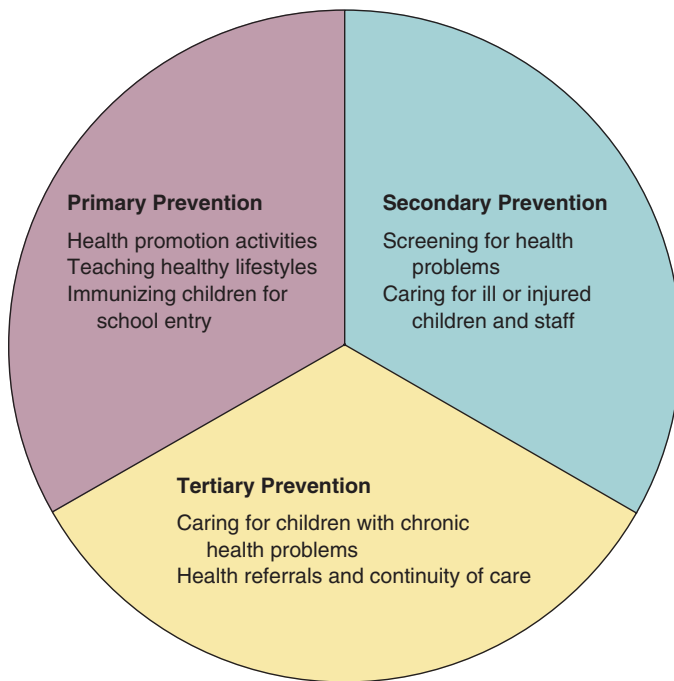 Primary Prevention
Health promotion activities
Teaching healthy lifestyles
Immunizing children for
school entry
Secondary Prevention
Screening for health
problems
Caring for ill or injured
children and staff
Tertiary Prevention
Caring for children with chronic
health problems
Health referrals and continuity of care